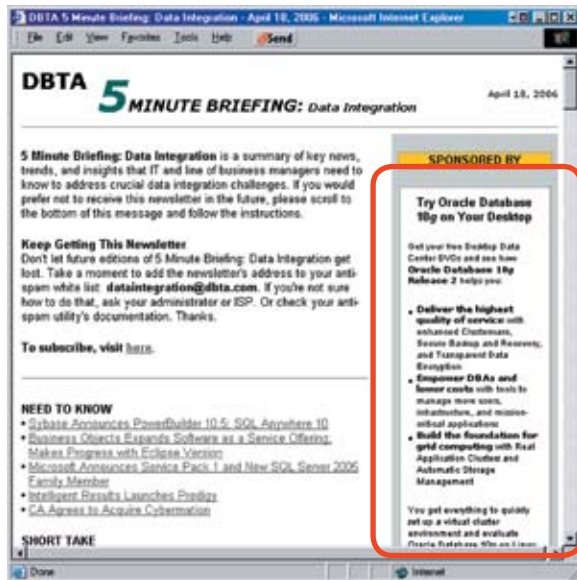 DBTA 5 Minute Briefing: Data Integration - April 18, 2006 - Microsoft Internet Explorer
File Edit View Favorites Tools Help Send
DBTA 5 MINUTE BRIEFING: Data Integration
April 18, 2006
5 Minute Briefing: Data Integration is a summary of key news,
trends, and insights that IT and line of business managers need to
know to address crucial data integration challenges. If you would
prefer not to receive this newsletter in the future, please scroll to
the bottom of this message and follow the instructions.
Keep Getting This Newsletter
Don't let future editions of 5 Minute Briefing: Data Integration get
lost. Take a moment to add the newsletter's address to your anti-
spam white list: dataintegration@dbta.com. If you're not sure
how to do that, ask your administrator or ISP. Or check your anti-
spam utility's documentation. Thanks.
To subscribe, visit here.
NEED TO KNOW
• Sybase Announces PowerBuilder 10.5; SQL Anywhere 10
• Business Objects Expands Software as a Service Offering;
Makes Progress with Eclipse Version
• Microsoft Announces Service Pack 1 and New SQL Server 2005
Family Member
• Intelligent Results Launches Prodigy
• CA Agrees to Acquire Cybermation
SHORT TAKE
SPONSORED BY
Try Oracle Database
10g on Your Desktop
Get your free Desktop Data
Center DVDs and see how
Oracle Database 10g
Release 2 helps you:
• Deliver the highest
quality of service with
enhanced Clusterware,
Secure Backup and Recovery,
and Transparent Data
Encryption
• Empower DBAs and
lower costs with tools to
manage more users,
infrastructure, and mission-
critical applications
• Build the foundation for
grid computing with Real
Application Clusters and
Automatic Storage
Management
You get everything to quickly
set up a virtual cluster
environment and evaluate
Oracle Database 10g on Linux
Done
Internet